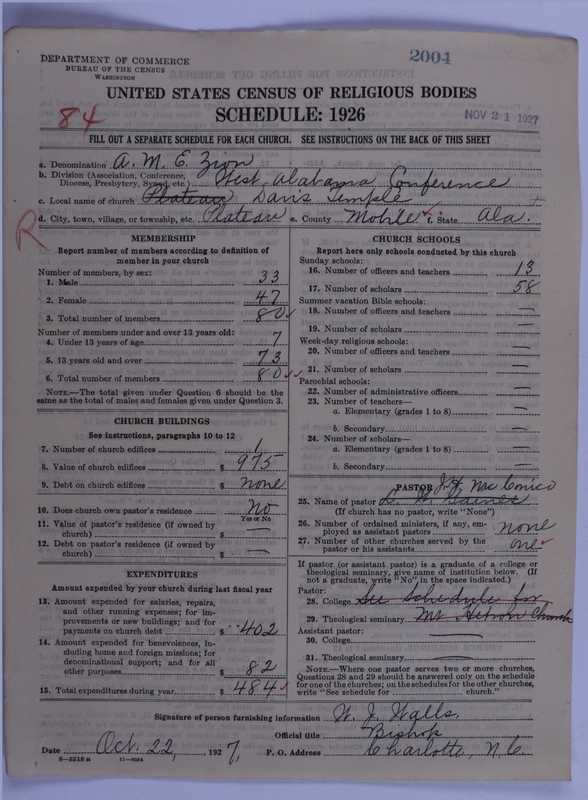 DEPARTMENT OF COMMERCE
BUREAU OF THE CENSUS
WASHINGTON
2004
UNITED STATES CENSUS OF RELIGIOUS BODIES
SCHEDULE: 1926
NOV 21 1927
84
FILL OUT A SEPARATE SCHEDULE FOR EACH CHURCH. SEE INSTRUCTIONS ON THE BACK OF THIS SHEET
a. Denomination A. M. E. Zion
b. Division (Association, Conference, Diocese, Presbytery, Synod, etc.) West Alabama Conference
c. Local name of church Plateau Davis Temple
d. City, town, village, or township, etc. Plateau e. County Mobile f. State Ala.
R
MEMBERSHIP
Report number of members according to definition of
member in your church
Number of members, by sex:
1. Male 33
2. Female 47
3. Total number of members 80
Number of members under and over 13 years old:
4. Under 13 years of age 7
5. 13 years old and over 73
6. Total number of members 80
NOTE.—The total given under Question 6 should be
same as the total of males and females given under Question 3.
CHURCH BUILDINGS
See instructions, paragraphs 10 to 12
7. Number of church edifices 1
8. Value of church edifices $ 975
9. Debt on church edifices $ none
10. Does church own pastor's residence no
Yes or No
11. Value of pastor's residence (if owned by
church) $ —
12. Debt on pastor's residence (if owned by
church) $ —
EXPENDITURES
Amount expended by your church during last fiscal year
13. Amount expended for salaries, repairs,
and other running expenses; for im-
provements or new buildings; and for
payments on church debt $ 402
14. Amount expended for benevolences, in-
cluding home and foreign missions; for
denominational support; and for all
other purposes $ 82
15. Total expenditures during year $ 484
CHURCH SCHOOLS
Report here only schools conducted by this church
Sunday schools:
16. Number of officers and teachers 13
17. Number of scholars 58
Summer vacation Bible schools:
18. Number of officers and teachers —
19. Number of scholars —
Week-day religious schools:
20. Number of officers and teachers —
21. Number of scholars —
Parochial schools:
22. Number of administrative officers —
23. Number of teachers—
a. Elementary (grades 1 to 8) —
b. Secondary —
24. Number of scholars—
a. Elementary (grades 1 to 8) —
b. Secondary —
PASTOR
25. Name of pastor
(If church has no pastor, write "None")
26. Number of ordained ministers, if any, em-
ployed as assistant pastors none
27. Number of other churches served by the
pastor or his assistants one
If pastor (or assistant pastor) is a graduate of a college or
theological seminary, give name of institution below. (If
not a graduate, write "No" in the space indicated.)
Pastor:
28. College See Schedule for
29. Theological seminary Mt Hebron Church
Assistant pastor:
30. College —
31. Theological seminary —
NOTE.—Where one pastor serves two or more churches,
Questions 28 and 29 should be answered only on the schedule
for one of the churches; on the schedules for the other churches,
write "See schedule for church."
Signature of person furnishing information W. J. Walls.
Official title Bishop
Date Oct. 22, 1927, P. O. Address Charlotte, N. C.
8—5518a 11—9054